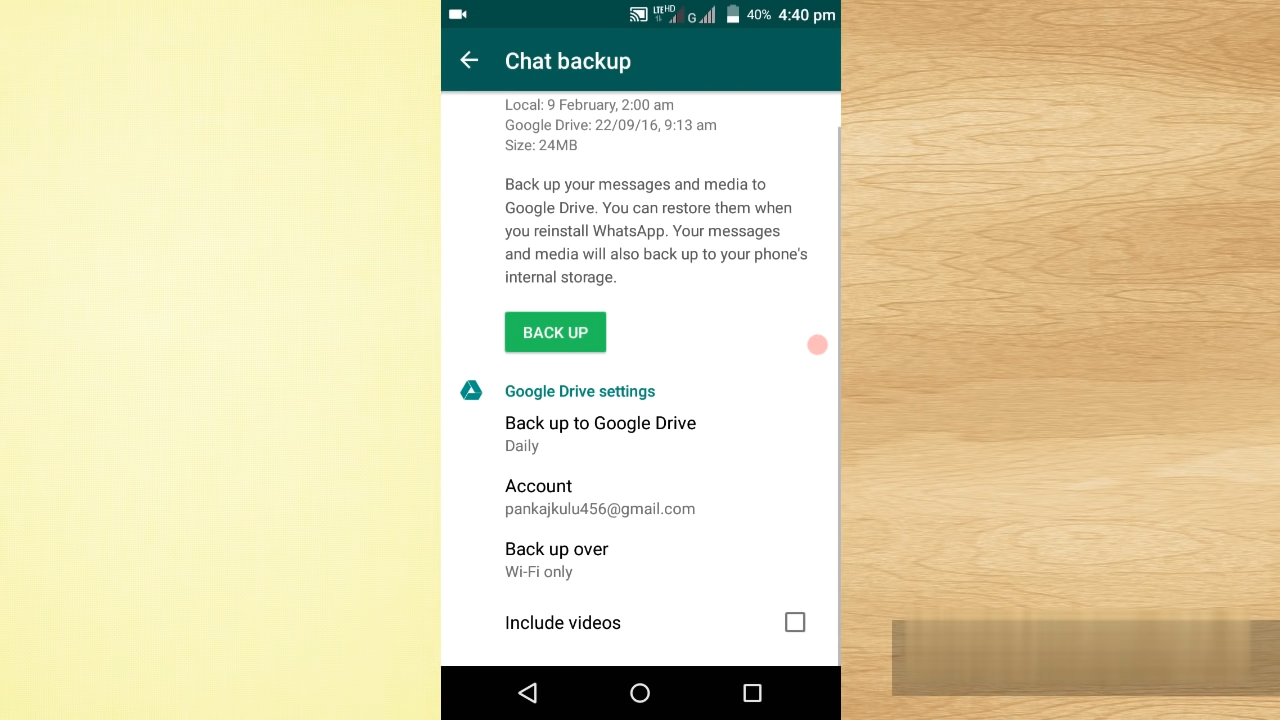 LTE HD G 40% 4:40 pm
Chat backup
Local: 9 February, 2:00 am
Google Drive: 22/09/16, 9:13 am
Size: 24MB
Back up your messages and media to
Google Drive. You can restore them when
you reinstall WhatsApp. Your messages
and media will also back up to your phone's
internal storage.
BACK UP
Google Drive settings
Back up to Google Drive
Daily
Account
pankajkulu456@gmail.com
Back up over
Wi-Fi only
Include videos